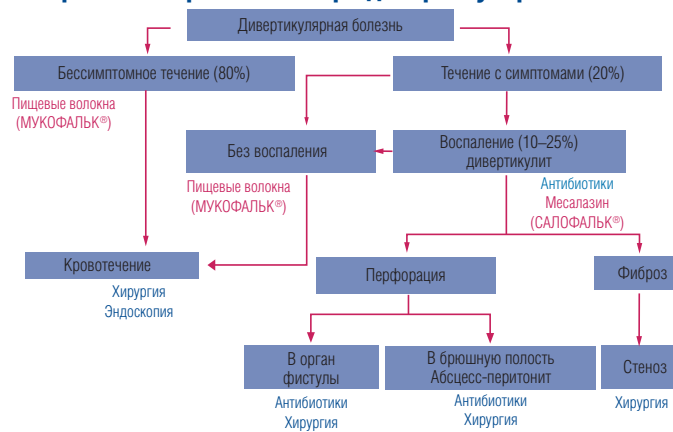 Дивертикулярная болезнь
Бессимптомное течение (80%)
Течение с симптомами (20%)
Пищевые волокна
(МУКОФАЛЬК®)
Без воспаления
Воспаление (10–25%)
дивертикулит
Пищевые волокна
(МУКОФАЛЬК®)
Антибиотики
Месалазин
(САЛОФАЛЬК®)
Кровотечение
Перфорация
Фиброз
Хирургия
Эндоскопия
В орган
фистулы
В брюшную полость
Абсцесс-перитонит
Стеноз
Антибиотики
Хирургия
Антибиотики
Хирургия
Хирургия